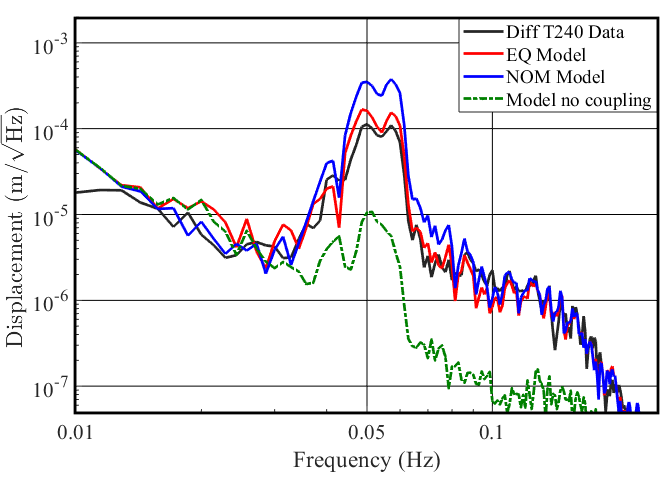 Diff T240 Data
EQ Model
NOM Model
Model no coupling
10^-3
10^-4
10^-5
10^-6
10^-7
Displacement (m/√Hz)
0.01
0.05
0.1
Frequency (Hz)